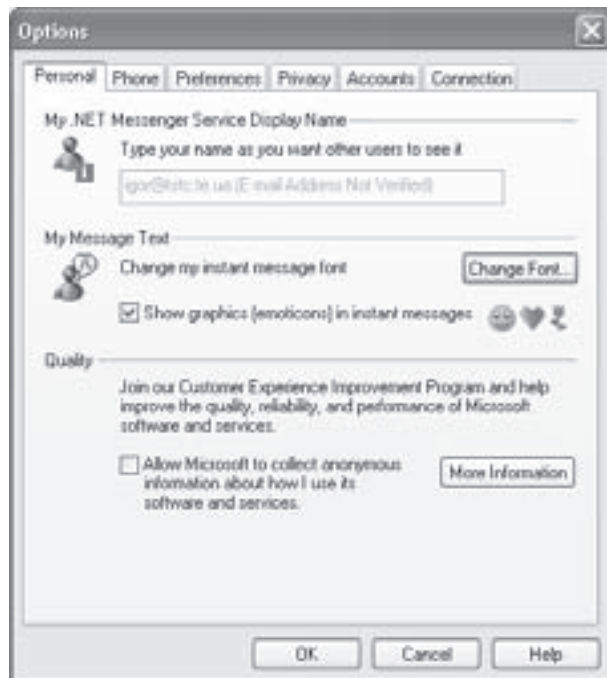 Options
Personal Phone Preferences Privacy Accounts Connection
My .NET Messenger Service Display Name
Type your name as you want other users to see it
(E-mail Address Not Verified)
My Message Text
Change my instant message font
Change Font...
Show graphics (emoticons) in instant messages
Quality
Join our Customer Experience Improvement Program and help
improve the quality, reliability, and performance of Microsoft
software and services.
Allow Microsoft to collect anonymous
information about how I use its
software and services.
More Information
OK Cancel Help